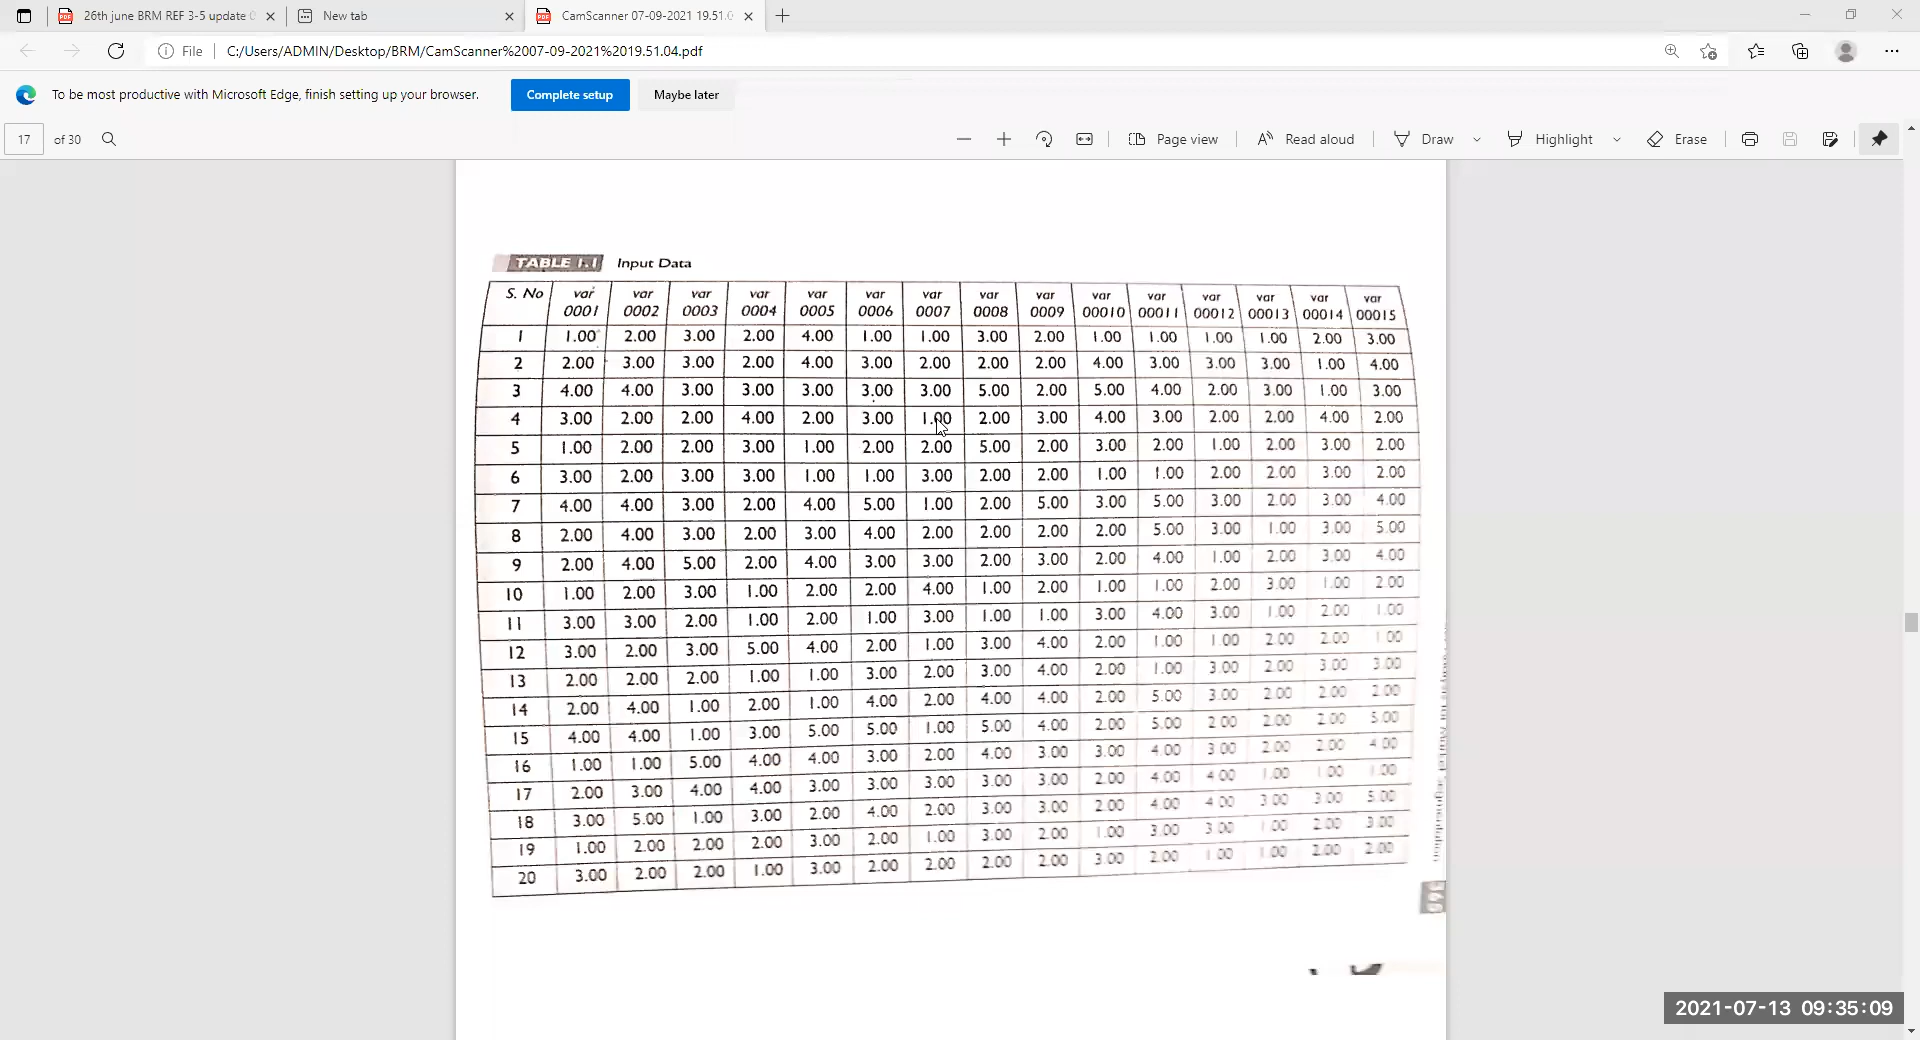 26th june BRM REF 3-5 update
New tab
CamScanner 07-09-2021 19.51.0
File
C:/Users/ADMIN/Desktop/BRM/CamScanner%2007-09-2021%2019.51.04.pdf
To be most productive with Microsoft Edge, finish setting up your browser.
Complete setup
Maybe later
17 of 30
Page view
Read aloud
Draw
Highlight
Erase
TABLE 1.1 Input Data
S. No var 0001 var 0002 var 0003 var 0004 var 0005 var 0006 var 0007 var 0008 var 0009 var 00010 var 00011 var 00012 var 00013 var 00014 var 00015
1 1.00 2.00 3.00 2.00 4.00 1.00 1.00 3.00 2.00 1.00 1.00 1.00 1.00 2.00 3.00
2 2.00 3.00 3.00 2.00 4.00 3.00 2.00 2.00 2.00 4.00 3.00 3.00 3.00 1.00 4.00
3 4.00 4.00 3.00 3.00 3.00 3.00 3.00 5.00 2.00 5.00 4.00 2.00 3.00 1.00 3.00
4 3.00 2.00 2.00 4.00 2.00 3.00 1.00 2.00 3.00 4.00 3.00 2.00 2.00 4.00 2.00
5 1.00 2.00 2.00 3.00 1.00 2.00 2.00 5.00 2.00 3.00 2.00 1.00 2.00 3.00 2.00
6 3.00 2.00 3.00 3.00 1.00 1.00 3.00 2.00 2.00 1.00 1.00 2.00 2.00 3.00 2.00
7 4.00 4.00 3.00 2.00 4.00 5.00 1.00 2.00 5.00 3.00 5.00 3.00 2.00 3.00 4.00
8 2.00 4.00 3.00 2.00 3.00 4.00 2.00 2.00 2.00 2.00 5.00 3.00 1.00 3.00 5.00
9 2.00 4.00 5.00 2.00 4.00 3.00 3.00 2.00 3.00 2.00 4.00 1.00 2.00 3.00 4.00
10 1.00 2.00 3.00 1.00 2.00 2.00 4.00 1.00 2.00 1.00 1.00 2.00 3.00 1.00 2.00
11 3.00 3.00 2.00 1.00 2.00 1.00 3.00 1.00 1.00 3.00 4.00 3.00 1.00 2.00 1.00
12 3.00 2.00 3.00 5.00 4.00 2.00 1.00 3.00 4.00 2.00 1.00 1.00 2.00 2.00 1.00
13 2.00 2.00 2.00 1.00 1.00 3.00 2.00 3.00 4.00 2.00 1.00 3.00 2.00 3.00 3.00
14 2.00 4.00 1.00 2.00 1.00 4.00 2.00 4.00 4.00 2.00 5.00 3.00 2.00 2.00 2.00
15 4.00 4.00 1.00 3.00 5.00 5.00 1.00 5.00 4.00 2.00 5.00 2.00 2.00 2.00 5.00
16 1.00 1.00 5.00 4.00 4.00 3.00 2.00 4.00 3.00 3.00 4.00 3.00 2.00 2.00 4.00
17 2.00 3.00 4.00 4.00 3.00 3.00 3.00 3.00 3.00 2.00 4.00 4.00 1.00 1.00 1.00
18 3.00 5.00 1.00 3.00 2.00 4.00 2.00 3.00 3.00 2.00 4.00 4.00 3.00 3.00 5.00
19 1.00 2.00 2.00 2.00 3.00 2.00 1.00 3.00 2.00 1.00 3.00 3.00 1.00 2.00 3.00
20 3.00 2.00 2.00 1.00 3.00 2.00 2.00 2.00 2.00 3.00 2.00 1.00 1.00 2.00 2.00
2021-07-13 09:35:09